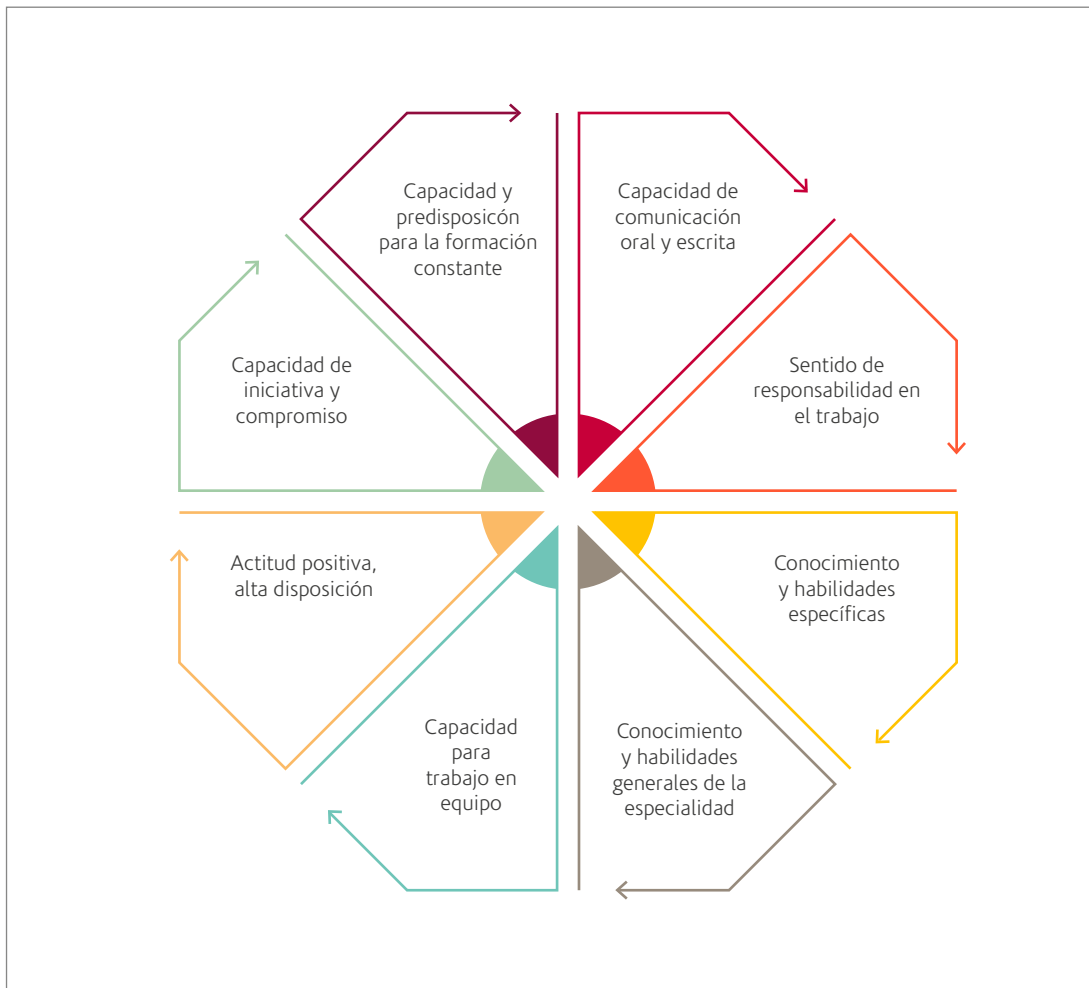 Capacidad y
predisposicón
para la formación
constante
Capacidad de
comunicación
oral y escrita
Sentido de
responsabilidad en
el trabajo
Conocimiento
y habilidades
específicas
Conocimiento
y habilidades
generales de la
especialidad
Capacidad
para
trabajo en
equipo
Actitud positiva,
alta disposición
Capacidad de
iniciativa y
compromiso